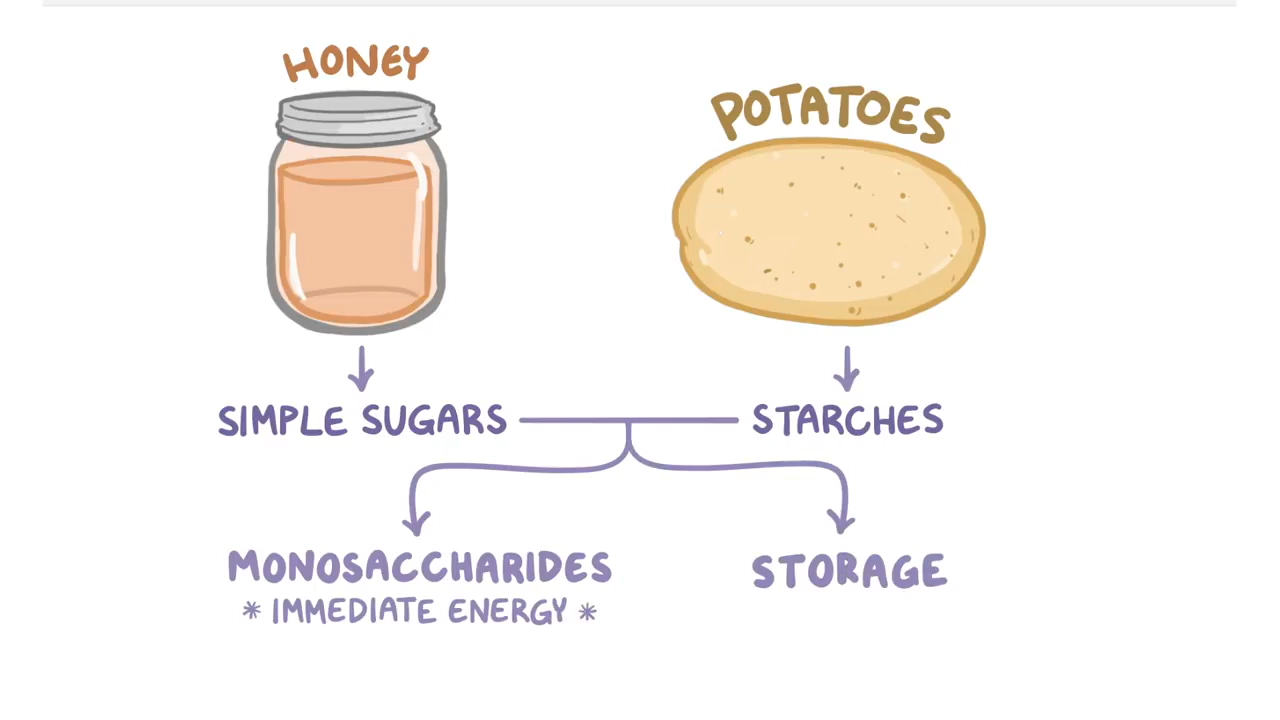 HONEY
POTATOES
SIMPLE SUGARS
STARCHES
MONOSACCHARIDES
* IMMEDIATE ENERGY *
STORAGE